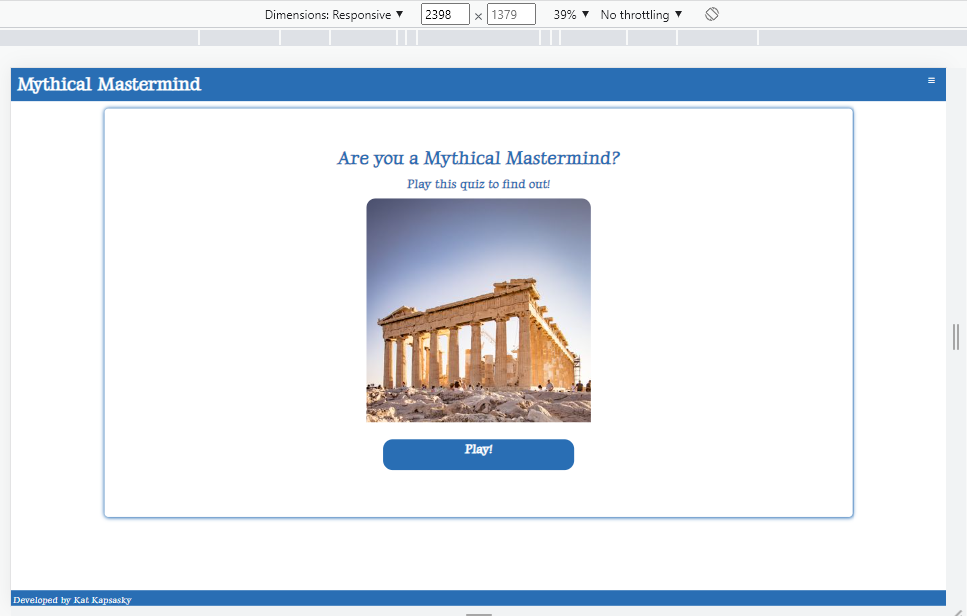 Dimensions: Responsive ▼ 2398 × 1379 39% ▼ No throttling ▼
Mythical Mastermind ≡
Are you a Mythical Mastermind?
Play this quiz to find out!
Play!
Developed by Kat Kapsasky